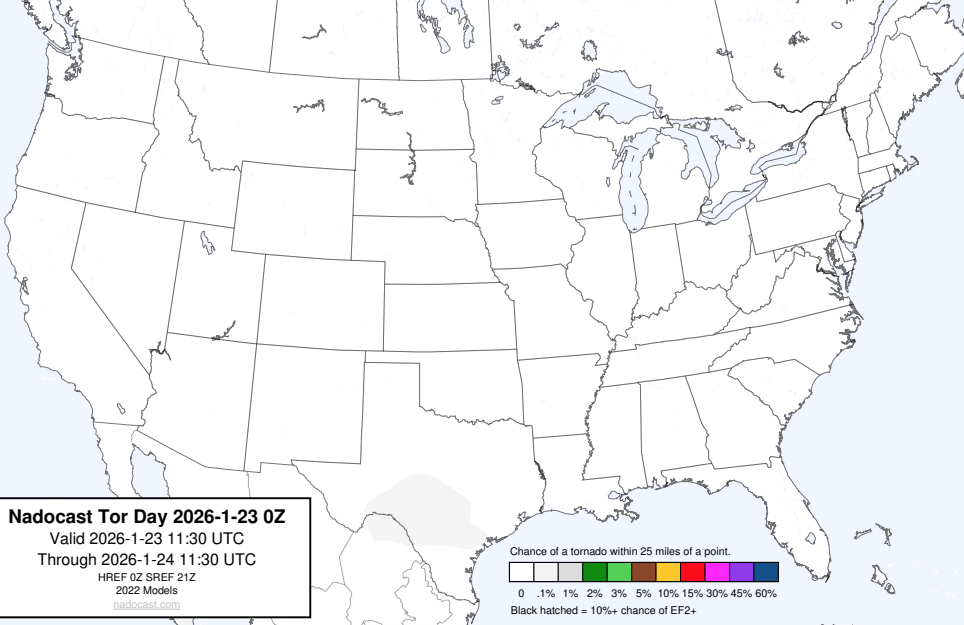 Nadocast Tor Day 2026-1-23 0Z
Valid 2026-1-23 11:30 UTC
Through 2026-1-24 11:30 UTC
HREF 0Z SREF 21Z
2022 Models
nadocast.com
Chance of a tornado within 25 miles of a point.
0 .1% 1% 2% 3% 5% 10% 15% 30% 45% 60%
Black hatched = 10%+ chance of EF2+